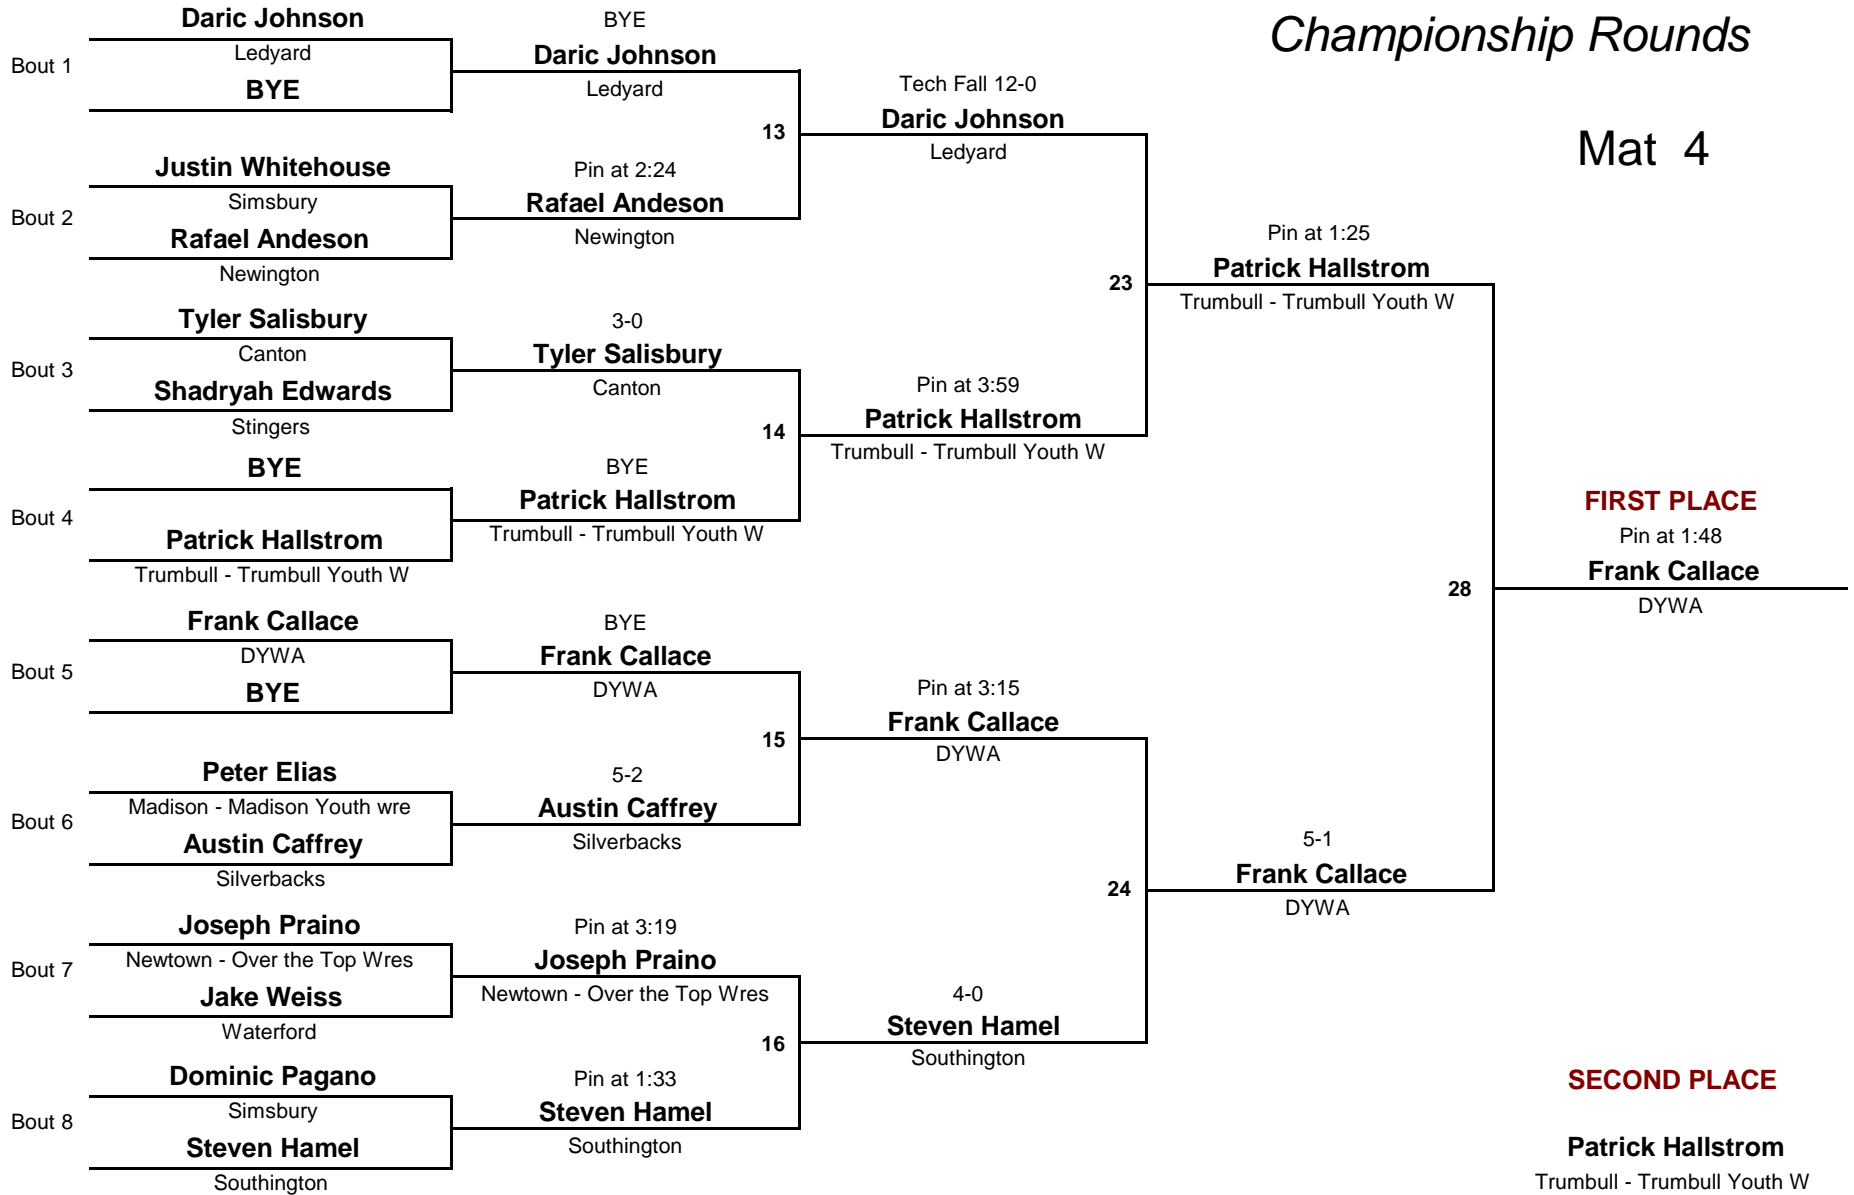 Championship Rounds
Mat 4
Daric Johnson
Bout 1
Ledyard
BYE
Justin Whitehouse
Bout 2
Simsbury
Rafael Andeson
Newington
Tyler Salisbury
Bout 3
Canton
Shadryah Edwards
Stingers
BYE
Bout 4
Patrick Hallstrom
Trumbull - Trumbull Youth W
Frank Callace
Bout 5
DYWA
BYE
Peter Elias
Bout 6
Madison - Madison Youth wre
Austin Caffrey
Silverbacks
Joseph Praino
Bout 7
Newtown - Over the Top Wres
Jake Weiss
Waterford
Dominic Pagano
Bout 8
Simsbury
Steven Hamel
Southington
BYE
Daric Johnson
Ledyard
13
Pin at 2:24
Rafael Andeson
Newington
3-0
Tyler Salisbury
Canton
14
BYE
Patrick Hallstrom
Trumbull - Trumbull Youth W
BYE
Frank Callace
DYWA
15
5-2
Austin Caffrey
Silverbacks
Pin at 3:19
Joseph Praino
Newtown - Over the Top Wres
16
Pin at 1:33
Steven Hamel
Southington
Tech Fall 12-0
Daric Johnson
Ledyard
23
Pin at 3:59
Patrick Hallstrom
Trumbull - Trumbull Youth W
Pin at 3:15
Frank Callace
DYWA
24
4-0
Steven Hamel
Southington
Pin at 1:25
Patrick Hallstrom
Trumbull - Trumbull Youth W
28
5-1
Frank Callace
DYWA
FIRST PLACE
Pin at 1:48
Frank Callace
DYWA
SECOND PLACE
Patrick Hallstrom
Trumbull - Trumbull Youth W